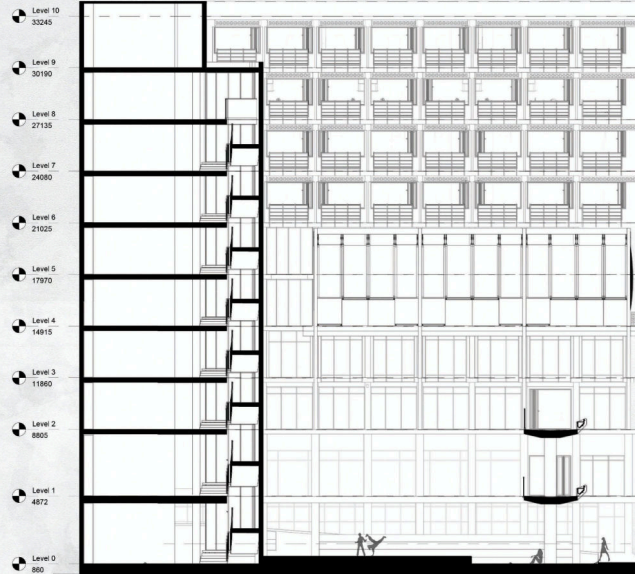 Level 10
33245
Level 9
30190
Level 8
27135
Level 7
24080
Level 6
21025
Level 5
17970
Level 4
14915
Level 3
11860
Level 2
8805
Level 1
4872
Level 0
860